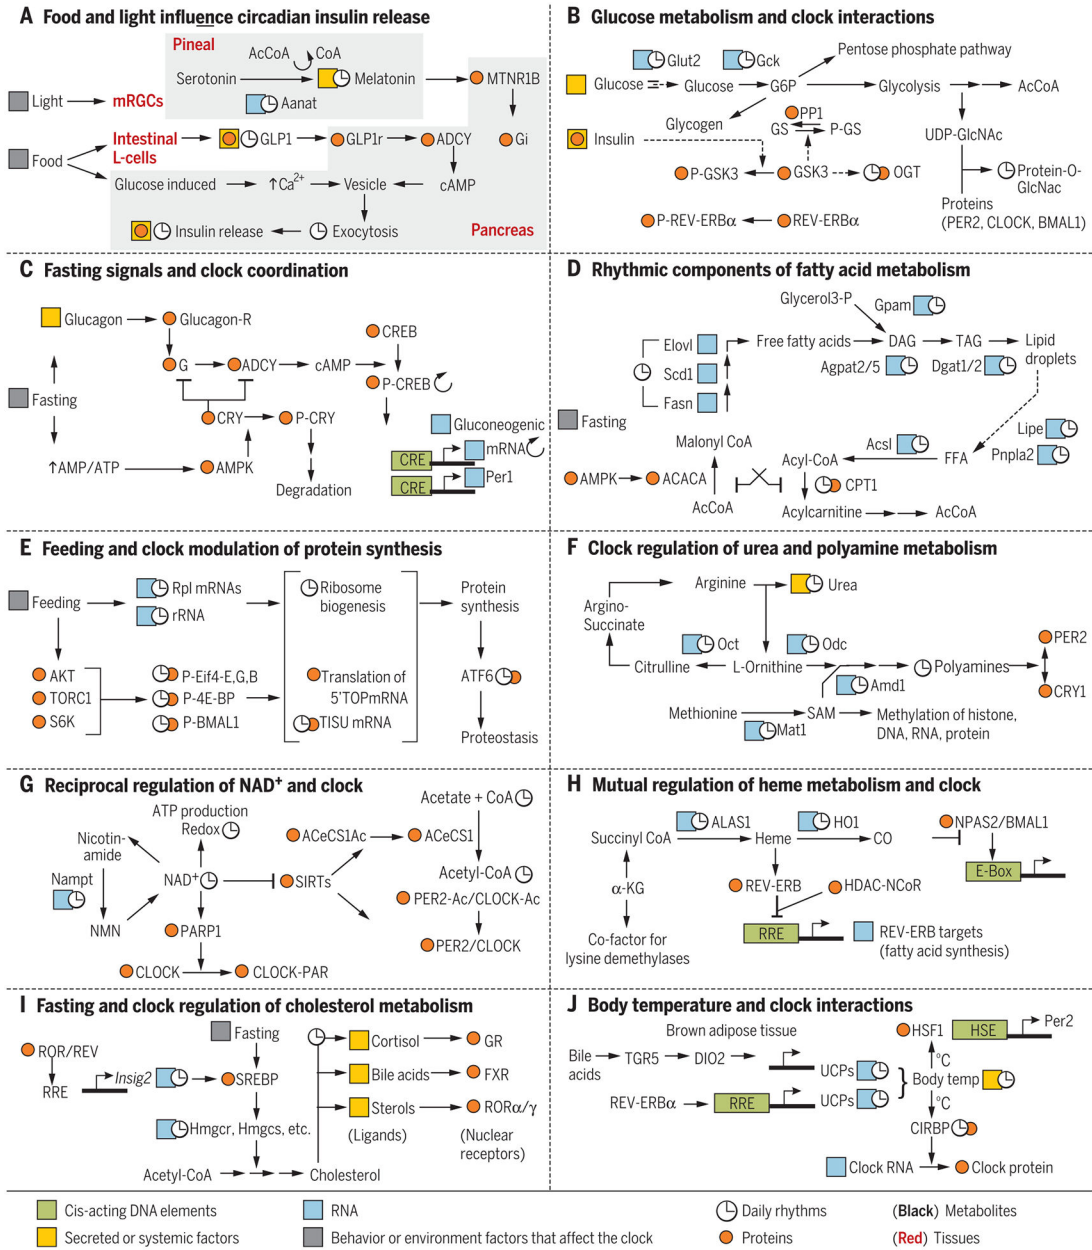 A Food and light influence circadian insulin release
Pineal
AcCoA CoA
Serotonin Melatonin MTNR1B
Light mRGCs Aanat
Intestinal
L-cells
GLP1 GLP1r ADCY Gi
Food
Glucose induced ↑Ca2+ Vesicle cAMP
Insulin release Exocytosis Pancreas
B Glucose metabolism and clock interactions
Glut2 Gck Pentose phosphate pathway
Glucose Glucose G6P Glycolysis AcCoA
Glycogen PP1
GS P-GS UDP-GlcNAc
Insulin
P-GSK3 GSK3 OGT Protein-O-
GlcNac
Proteins
P-REV-ERBα REV-ERBα (PER2, CLOCK, BMAL1)
C Fasting signals and clock coordination
Glucagon Glucagon-R CREB
G ADCY cAMP P-CREB
Fasting
CRY P-CRY Gluconeogenic
CRE mRNA
↑AMP/ATP AMPK
CRE Per1
Degradation
D Rhythmic components of fatty acid metabolism
Glycerol3-P Gpam
Elovl Free fatty acids DAG TAG Lipid
droplets
Scd1 Agpat2/5 Dgat1/2
Fasn
Fasting
Malonyl CoA Acsl Lipe
Acyl-CoA FFA Pnpla2
AMPK ACACA CPT1
AcCoA Acylcarnitine AcCoA
E Feeding and clock modulation of protein synthesis
Feeding Rpl mRNAs Ribosome
biogenesis
Protein
synthesis
rRNA
AKT P-Eif4-E,G,B Translation of
5'TOPmRNA
ATF6
TORC1 P-4E-BP
S6K P-BMAL1 TISU mRNA Proteostasis
F Clock regulation of urea and polyamine metabolism
Arginine Urea
Argino-
Succinate
Oct Odc PER2
Citrulline L-Ornithine Polyamines
Amd1 CRY1
Methionine SAM Methylation of histone,
DNA, RNA, protein
Mat1
G Reciprocal regulation of NAD+ and clock
ATP production
Redox
Acetate + CoA
Nicotin-
amide
ACeCS1Ac ACeCS1
Nampt NAD+ SIRTs Acetyl-CoA
PER2-Ac/CLOCK-Ac
NMN PARP1
PER2/CLOCK
CLOCK CLOCK-PAR
H Mutual regulation of heme metabolism and clock
ALAS1 HO1 NPAS2/BMAL1
Succinyl CoA Heme CO
E-Box
α-KG REV-ERB HDAC-NCoR
Co-factor for
lysine demethylases
RRE REV-ERB targets
(fatty acid synthesis)
I Fasting and clock regulation of cholesterol metabolism
Fasting Cortisol GR
ROR/REV
RRE Insig2 SREBP Bile acids FXR
Sterols RORα/γ
Hmgcr, Hmgcs, etc. (Ligands) (Nuclear
receptors)
Acetyl-CoA Cholesterol
J Body temperature and clock interactions
Brown adipose tissue HSF1 HSE Per2
Bile
acids
TGR5 DIO2 °C
UCPs Body temp
REV-ERBα RRE UCPs °C
CIRBP
Clock RNA Clock protein
Cis-acting DNA elements RNA Daily rhythms (Black) Metabolites
Secreted or systemic factors Behavior or environment factors that affect the clock Proteins (Red) Tissues